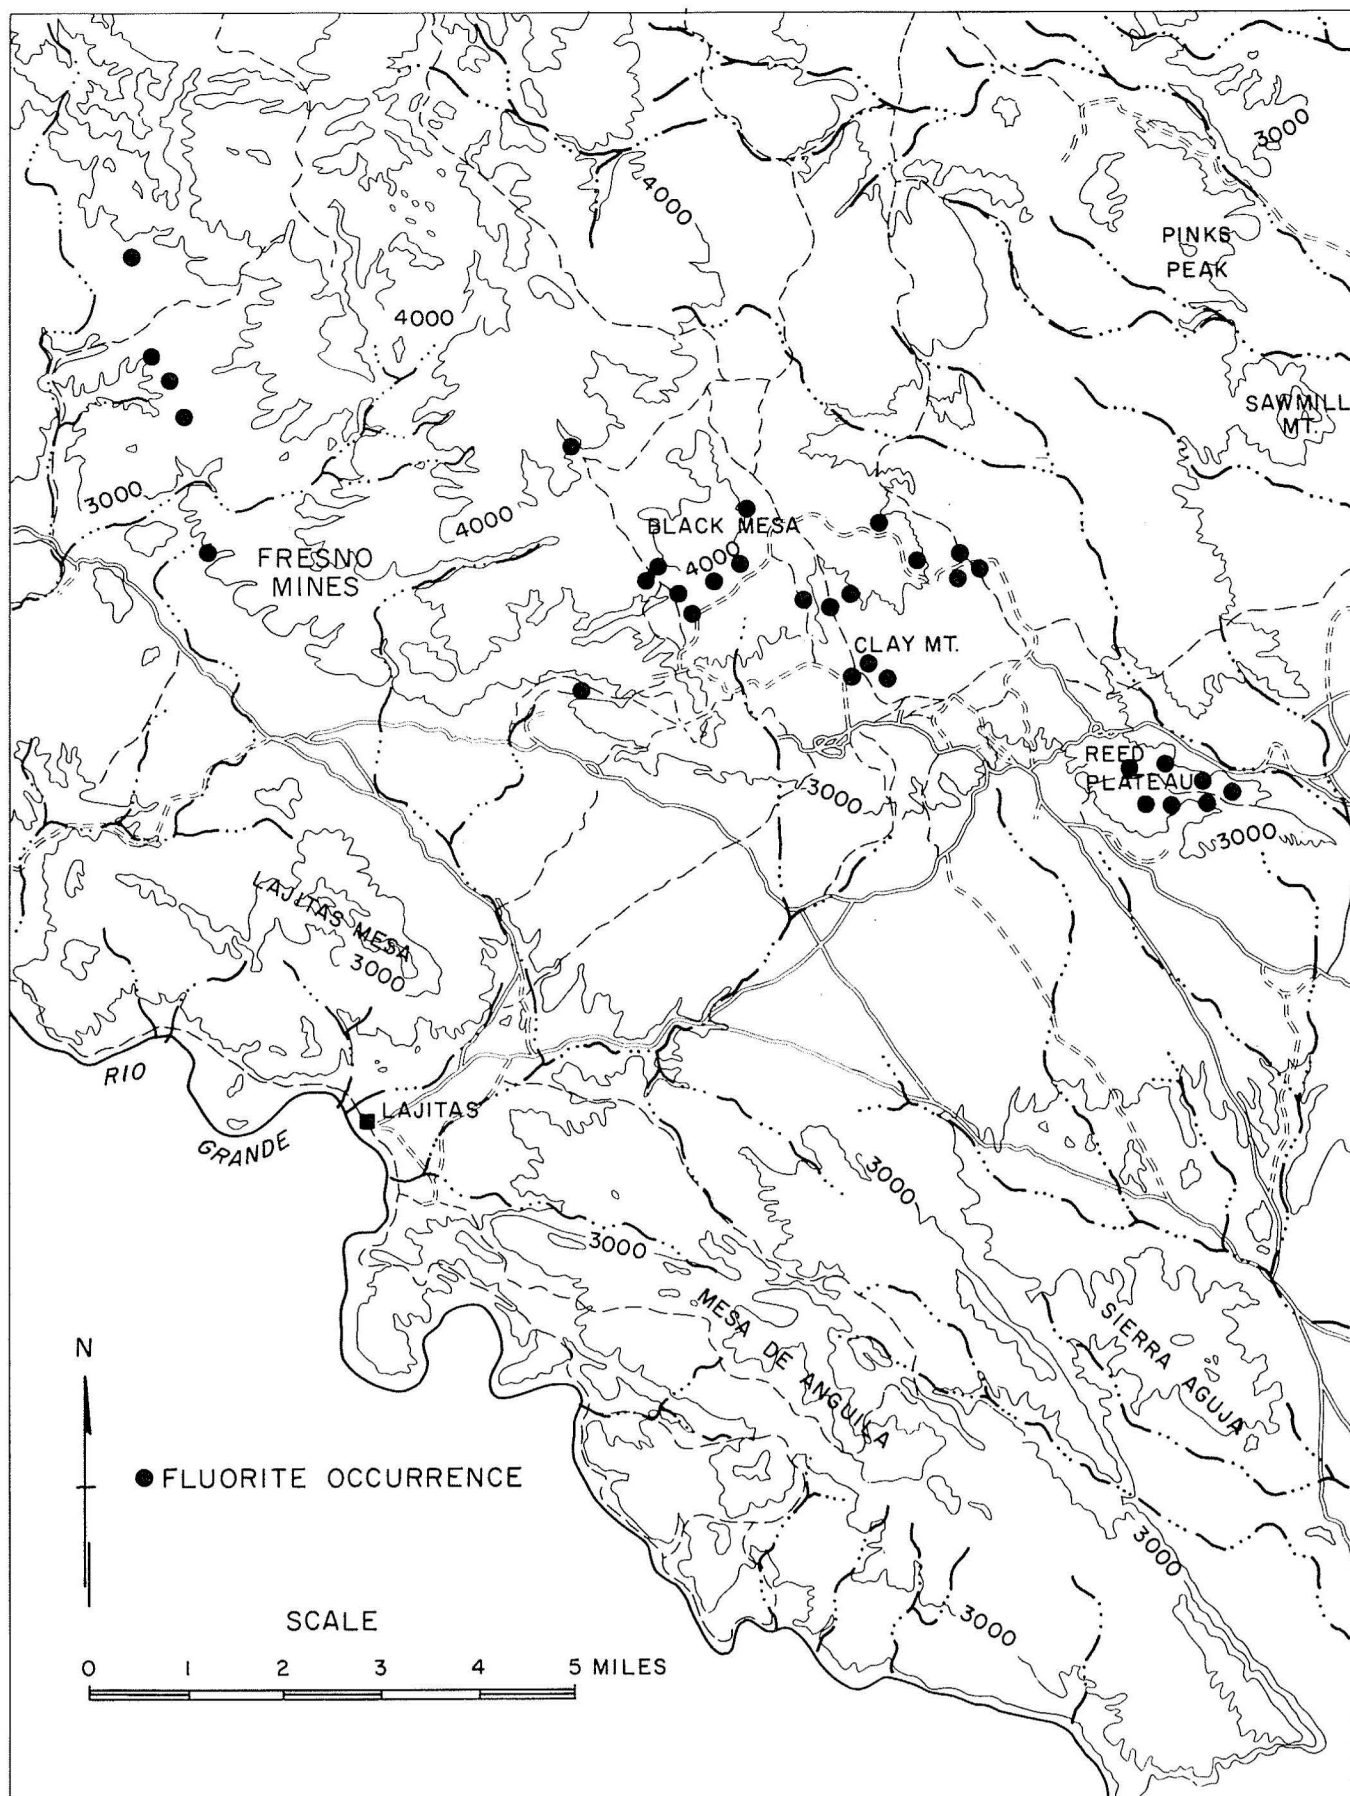 3000
4000
PINKS
PEAK
4000
SAWMILL
MT.
3000
4000
BLACK MESA
4000
FRESNO
MINES
CLAY MT.
REED
PLATEAU
3000
3000
LAJITAS MESA
3000
RIO
GRANDE
LAJITAS
3000
3000
MESA DE ANGUILA
SIERRA AGUJA
N
FLUORITE OCCURRENCE
3000
3000
SCALE
0 1 2 3 4 5 MILES